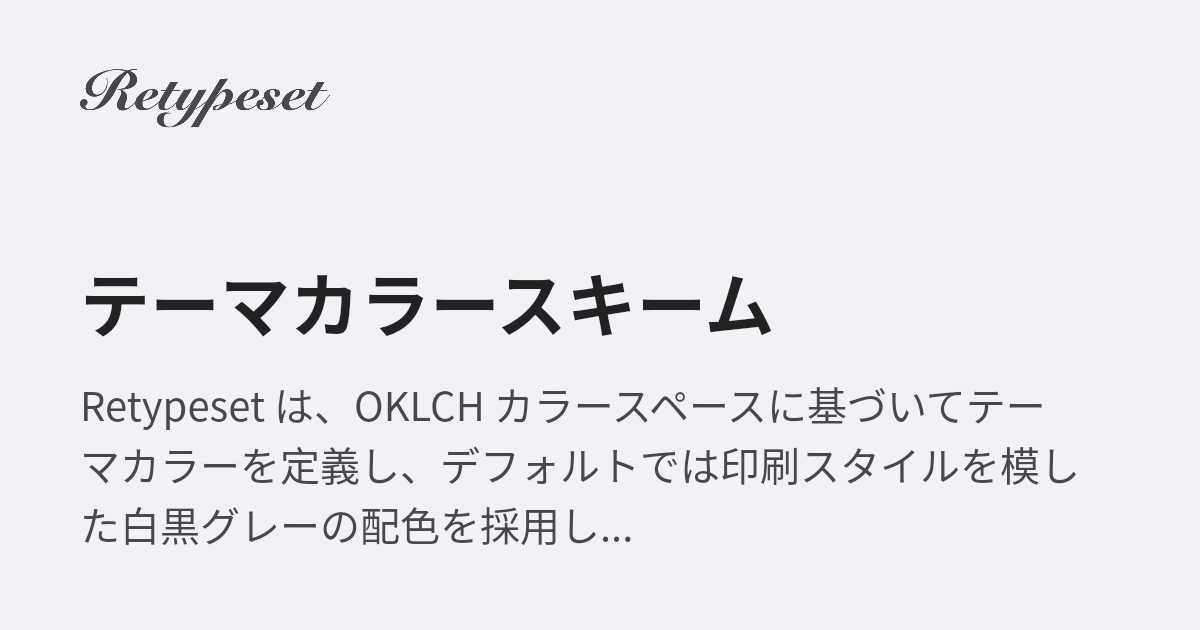 Retypeset
テーマカラースキーム
Retypeset は、OKLCH カラースペースに基づいてテー
マカラーを定義し、デフォルトでは印刷スタイルを模し
た白黒グレーの配色を採用し...